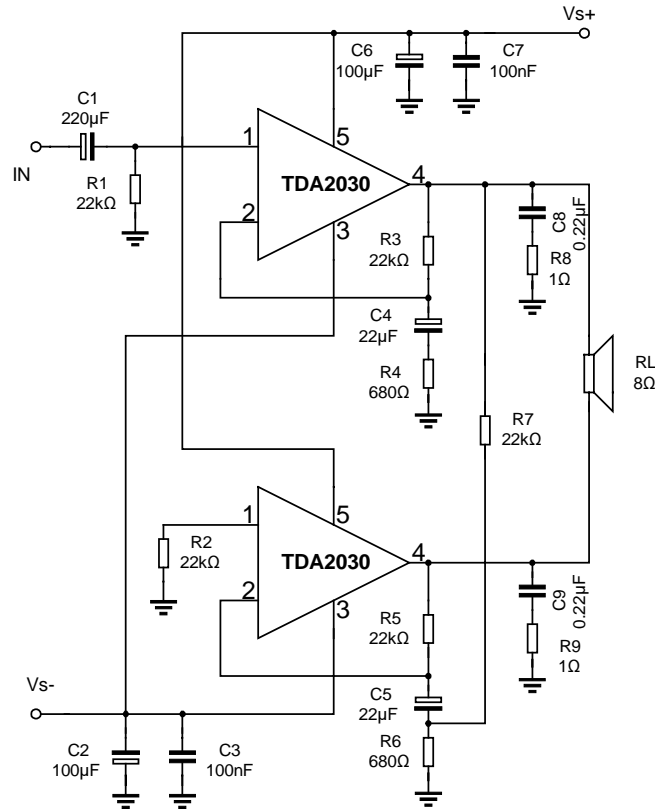 Vs+
C6
100µF
C7
100nF
C1
220µF
IN
R1
22kΩ
1
2
5
TDA2030
3
4
R3
22kΩ
C4
22µF
R4
680Ω
C8
0.22µF
R8
1Ω
RL
8Ω
R7
22kΩ
R2
22kΩ
1
2
5
TDA2030
3
4
R5
22kΩ
C5
22µF
R6
680Ω
C9
0.22µF
R9
1Ω
Vs-
C2
100µF
C3
100nF